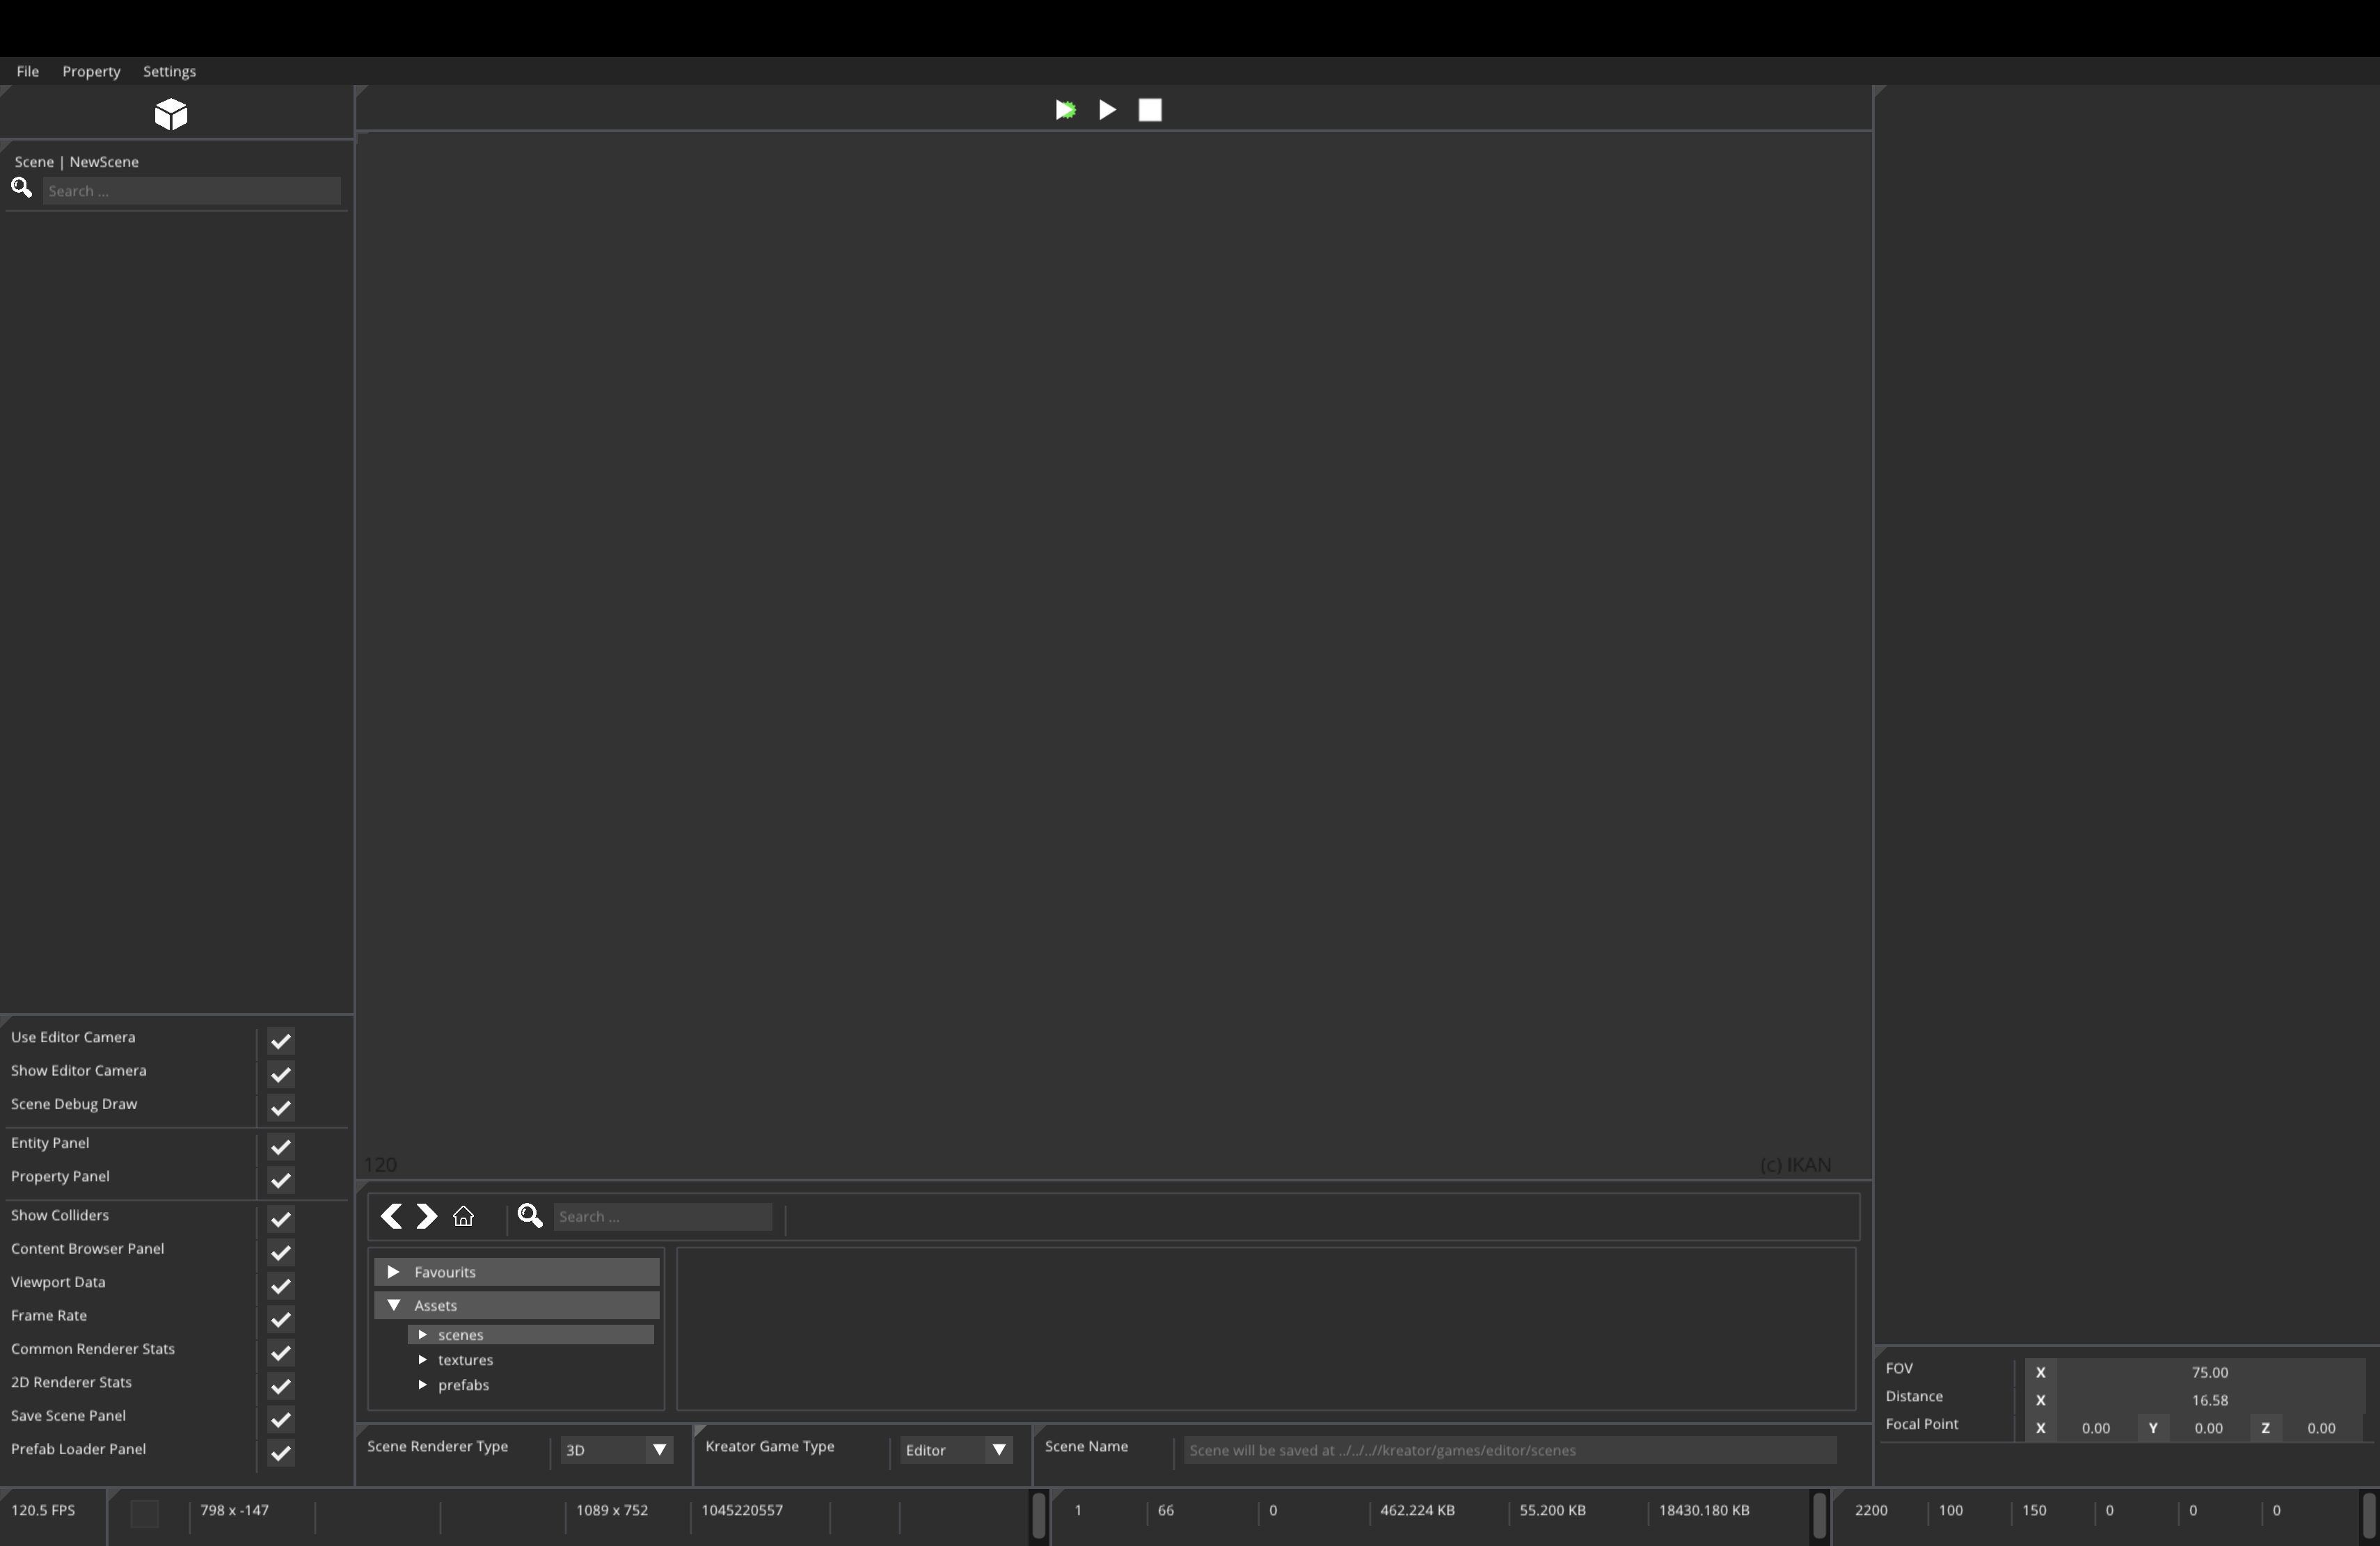 File Property Settings
Scene | NewScene
Search ...
Use Editor Camera
Show Editor Camera
Scene Debug Draw
Entity Panel
Property Panel
Show Colliders
Content Browser Panel
Viewport Data
Frame Rate
Common Renderer Stats
2D Renderer Stats
Save Scene Panel
Prefab Loader Panel
120 (c) IKAN
Search ...
Favourits
Assets
scenes
textures
prefabs
Scene Renderer Type 3D Kreator Game Type Editor Scene Name Scene will be saved at ../../..//kreator/games/editor/scenes
FOV X 75.00
Distance X 16.58
Focal Point X 0.00 Y 0.00 Z 0.00
120.5 FPS 798 x -147 1089 x 752 1045220557 1 66 0 462.224 KB 55.200 KB 18430.180 KB 2200 100 150 0 0 0